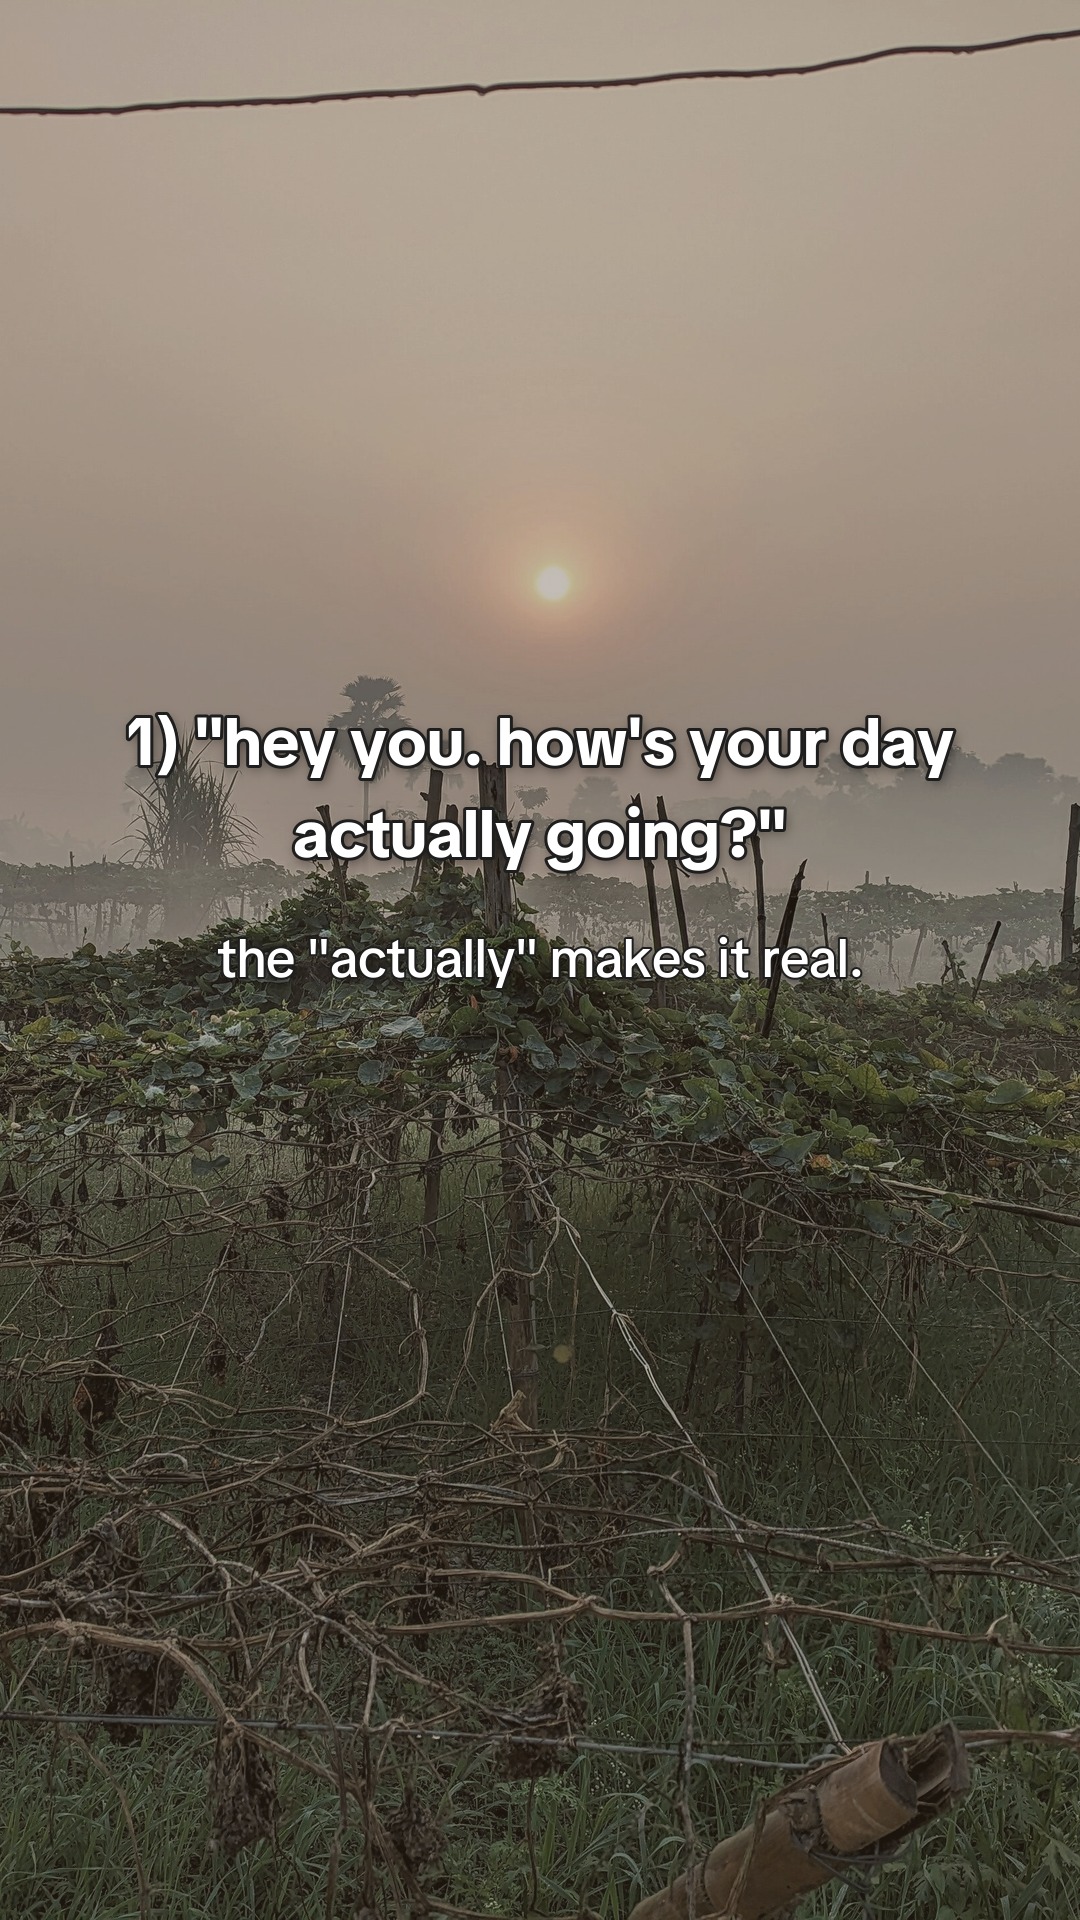 1) "hey you. how's your day
actually going?"
the "actually" makes it real.